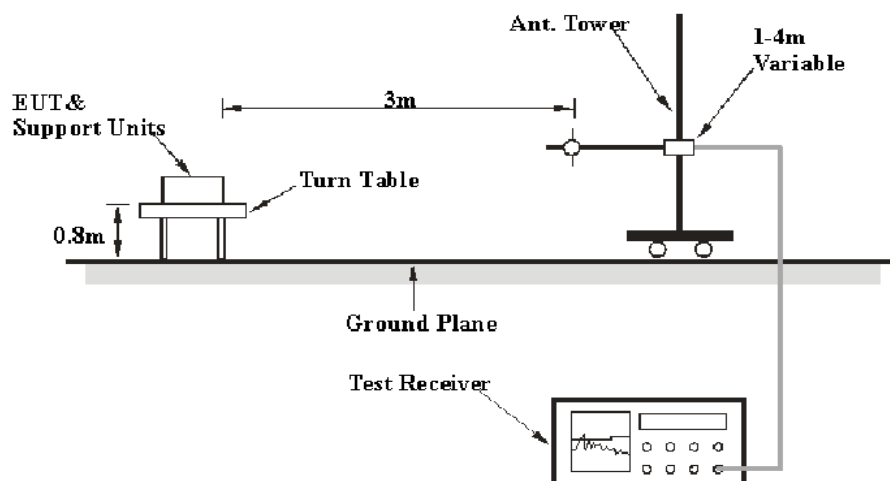 Ant. Tower
1-4m
Variable
3m
EUT&
Support Units
Turn Table
0.8m
Ground Plane
Test Receiver